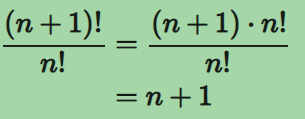 (n + 1)! / n! = (n + 1) · n! / n!
= n + 1